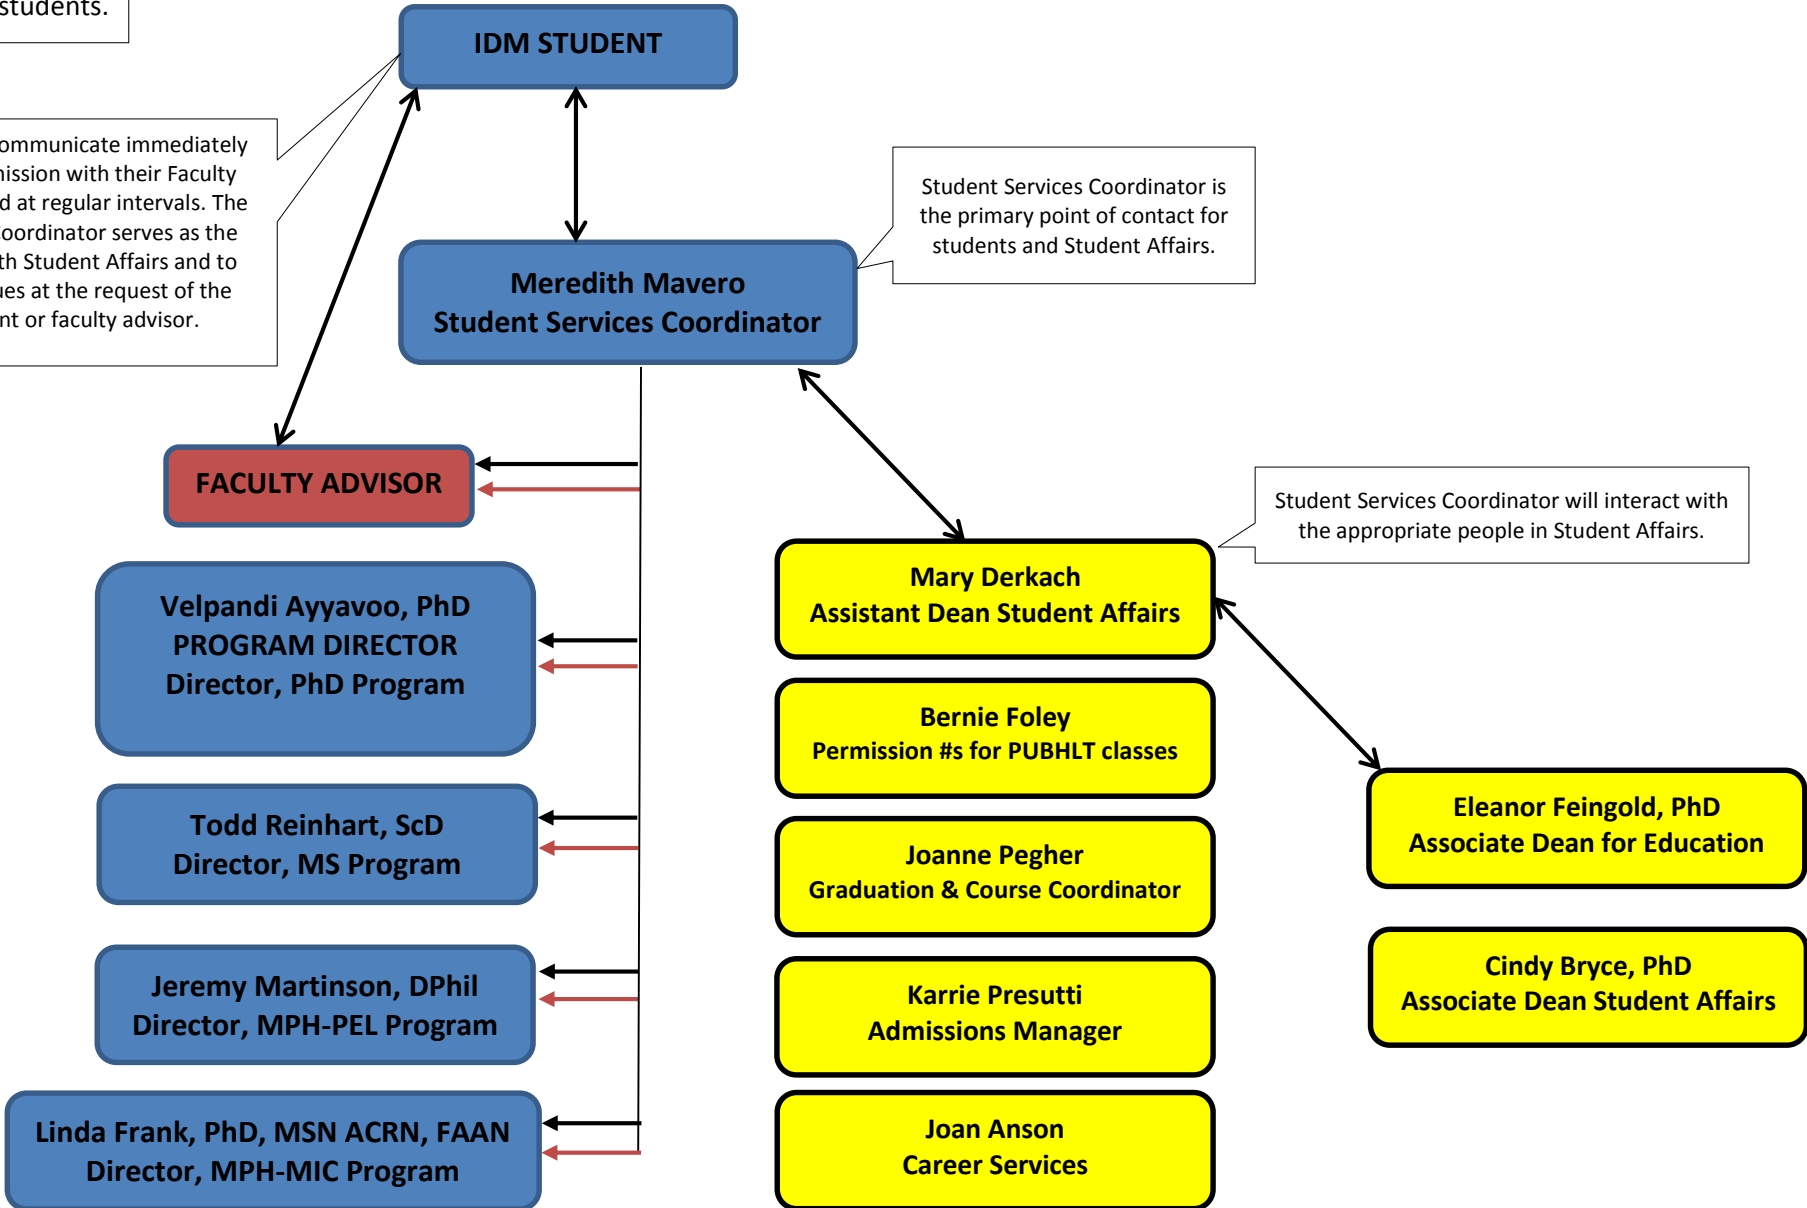 students.
IDM STUDENT
ommunicate immediately
mission with their Faculty
d at regular intervals. The
Coordinator serves as the
th Student Affairs and to
ues at the request of the
nt or faculty advisor.
Student Services Coordinator is
the primary point of contact for
students and Student Affairs.
Meredith Mavero
Student Services Coordinator
FACULTY ADVISOR
Student Services Coordinator will interact with
the appropriate people in Student Affairs.
Velpandi Ayyavoo, PhD
PROGRAM DIRECTOR
Director, PhD Program
Mary Derkach
Assistant Dean Student Affairs
Bernie Foley
Permission #s for PUBHLT classes
Todd Reinhart, ScD
Director, MS Program
Joanne Pegher
Graduation & Course Coordinator
Eleanor Feingold, PhD
Associate Dean for Education
Jeremy Martinson, DPhil
Director, MPH-PEL Program
Karrie Presutti
Admissions Manager
Cindy Bryce, PhD
Associate Dean Student Affairs
Linda Frank, PhD, MSN ACRN, FAAN
Director, MPH-MIC Program
Joan Anson
Career Services